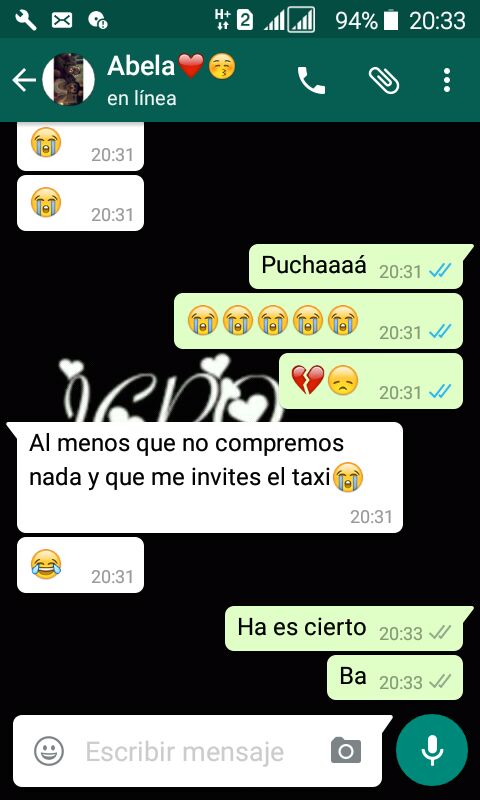 94% 20:33
Abela❤️😚
en línea
😭 20:31
😭 20:31
Puchaaaá 20:31
😭😭😭😭😭 20:31
💔😞 20:31
Al menos que no compremos
nada y que me invites el taxi😭
20:31
😂 20:31
Ha es cierto 20:33
Ba 20:33
Escribir mensaje